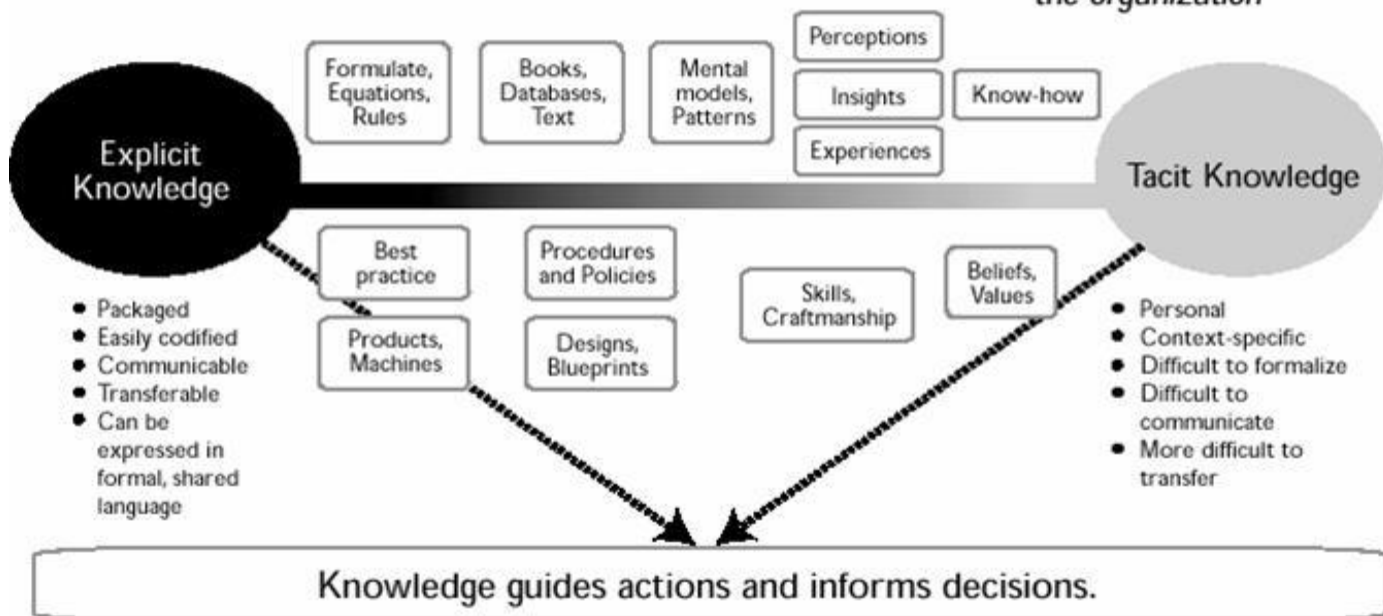 the organization
Perceptions
Formulate,
Equations,
Rules
Books,
Databases,
Text
Mental
models,
Patterns
Insights
Know-how
Experiences
Explicit
Knowledge
Tacit Knowledge
Best
practice
Procedures
and Policies
Skills,
Craftmanship
Beliefs,
Values
Products,
Machines
Designs,
Blueprints
• Packaged
• Easily codified
• Communicable
• Transferable
• Can be
expressed in
formal, shared
language
• Personal
• Context-specific
• Difficult to formalize
• Difficult to
communicate
• More difficult to
transfer
Knowledge guides actions and informs decisions.